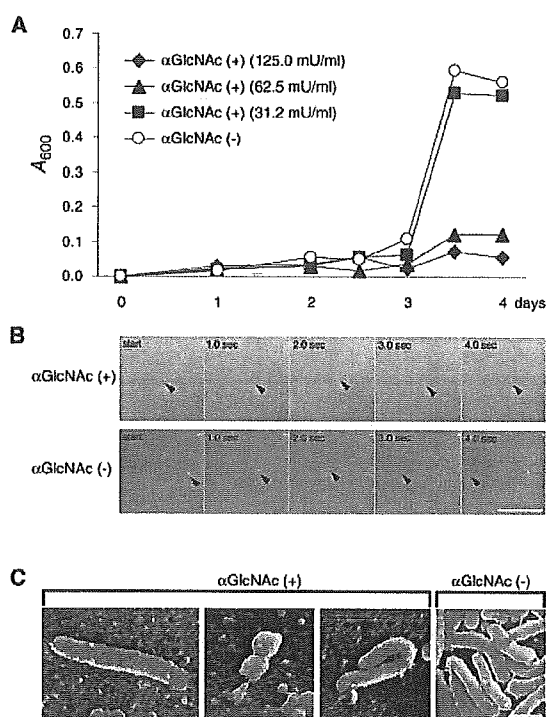 A
0.7
0.6
0.5
0.4
0.3
0.2
0.1
0.0
A600
αGlcNAc (+) (125.0 mU/ml)
αGlcNAc (+) (62.5 mU/ml)
αGlcNAc (+) (31.2 mU/ml)
αGlcNAc (-)
0 1 2 3 4 days
B
αGlcNAc (+)
start 1.0 sec 2.0 sec 3.0 sec 4.0 sec
αGlcNAc (-)
start 1.0 sec 2.0 sec 3.0 sec 4.0 sec
C
αGlcNAc (+) αGlcNAc (-)